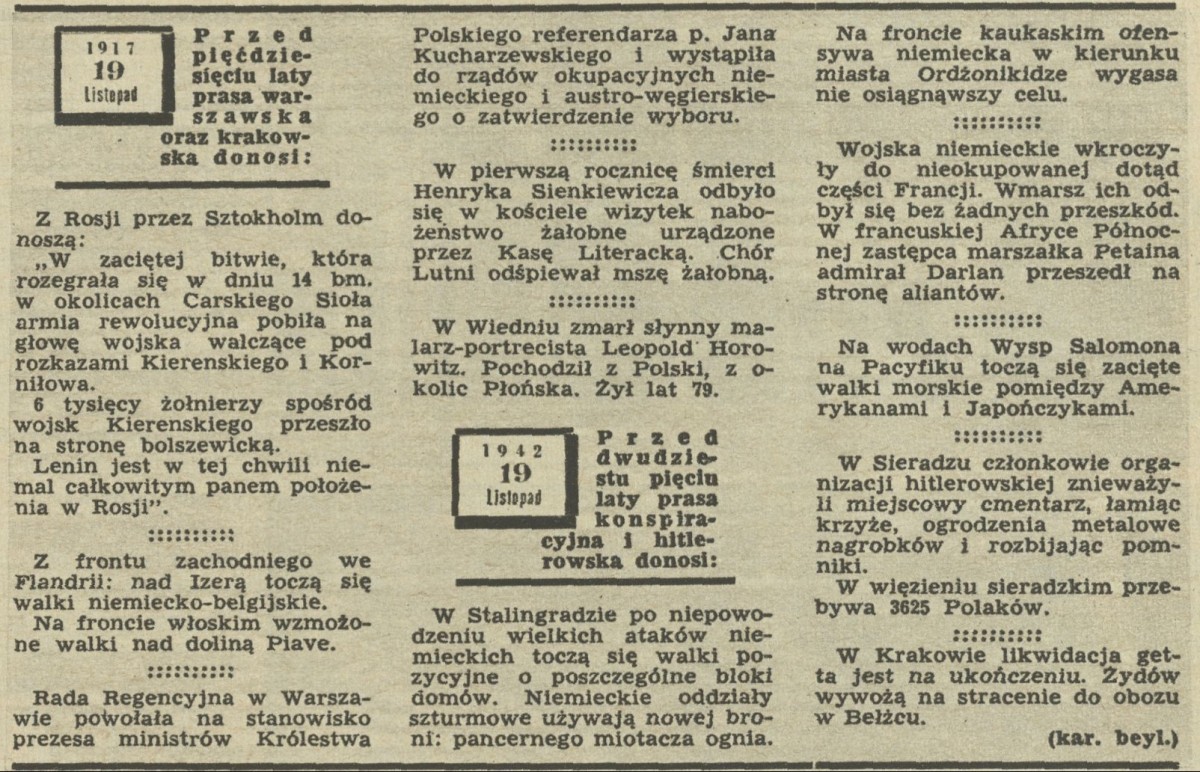 1917
19
Listopad
Przed
pięćdzie-
sięciu laty
prasa war-
szawska
oraz krakow-
ska donosi:
Z Rosji przez Sztokholm do-
noszą:
„W zaciętej bitwie, która
rozegrała się w dniu 14 bm.
w okolicach Carskiego Sioła
armia rewolucyjna pobiła na
głowę wojska walczące pod
rozkazami Kierenskiego i Kor-
niłowa.
6 tysięcy żołnierzy spośród
wojsk Kierenskiego przeszło
na stronę bolszewicką.
Lenin jest w tej chwili nie-
mal całkowitym panem położe-
nia w Rosji”.
Z frontu zachodniego we
Flandrii: nad Izerą toczą się
walki niemiecko-belgijskie.
Na froncie włoskim wzmożo-
ne walki nad doliną Piave.
Rada Regencyjna w Warsza-
wie powołała na stanowisko
prezesa ministrów Królestwa
Polskiego referendarza p. Jana
Kucharzewskiego i wystąpiła
do rządów okupacyjnych nie-
mieckiego i austro-węgierskie-
go o zatwierdzenie wyboru.
W pierwszą rocznicę śmierci
Henryka Sienkiewicza odbyło
się w kościele wizytek nabo-
żeństwo żałobne urządzone
przez Kasę Literacką. Chór
Lutni odśpiewał mszę żałobną.
W Wiedniu zmarł słynny ma-
larz-portrecista Leopold Horo-
witz. Pochodził z Polski, z o-
kolic Płońska. Żył lat 79.
1942
19
Listopad
Przed
dwudzie-
stu pięciu
laty prasa
konspira-
cyjna i hitle-
rowska donosi:
W Stalingradzie po niepowo-
dzeniu wielkich ataków nie-
mieckich toczą się walki po-
zycyjne o poszczególne bloki
domów. Niemieckie oddziały
szturmowe używają nowej bro-
ni: pancernego miotacza ognia.
Na froncie kaukaskim ofen-
sywa niemiecka w kierunku
miasta Ordżonikidze wygasa
nie osiągnąwszy celu.
Wojska niemieckie wkroczy-
ły do nieokupowanej dotąd
części Francji. Wmarsz ich od-
był się bez żadnych przeszkód.
W francuskiej Afryce Północ-
nej zastępca marszałka Petaina
admirał Darlan przeszedł na
stronę aliantów.
Na wodach Wysp Salomona
na Pacyfiku toczą się zacięte
walki morskie pomiędzy Ame-
rykanami i Japończykami.
W Sieradzu członkowie orga-
nizacji hitlerowskiej znieważy-
li miejscowy cmentarz, łamiąc
krzyże, ogrodzenia metalowe
nagrobków i rozbijając pom-
niki.
W więzieniu sieradzkim prze-
bywa 3625 Polaków.
W Krakowie likwidacja get-
ta jest na ukończeniu. Żydów
wywożą na stracenie do obozu
w Bełżcu.
(kar. beyl.)